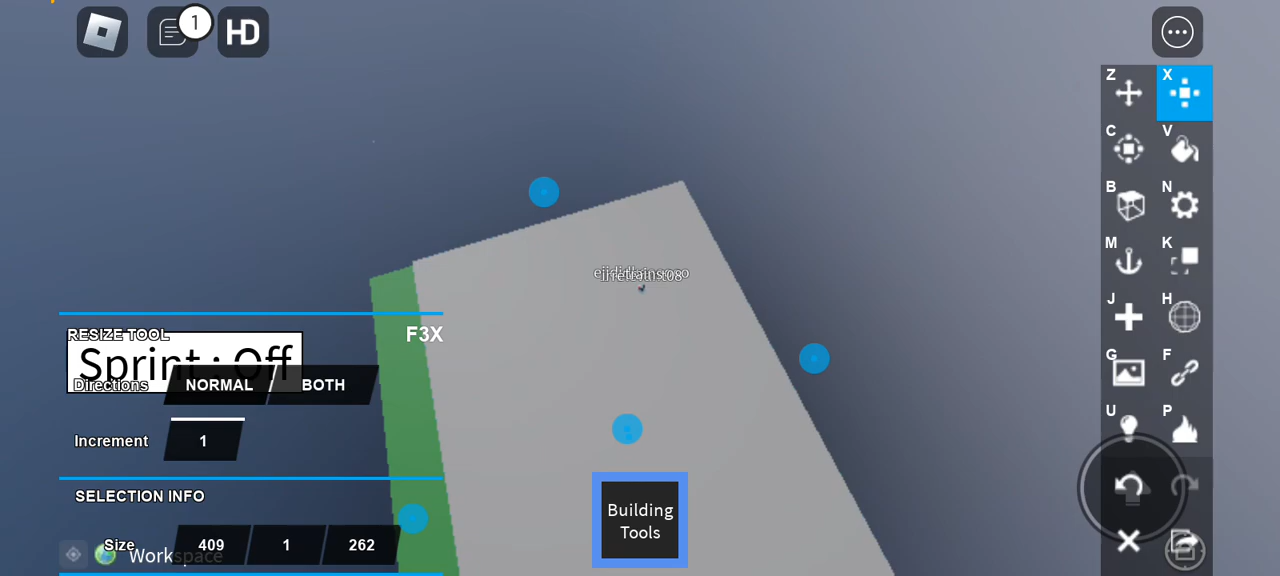 1
HD
Z
X
C
V
B
N
M
K
J
H
G
F
U
P
RESIZE TOOL
F3X
Sprint : Off
Directions
NORMAL
BOTH
Increment
1
SELECTION INFO
Size
409
1
262
Workspace
Building
Tools